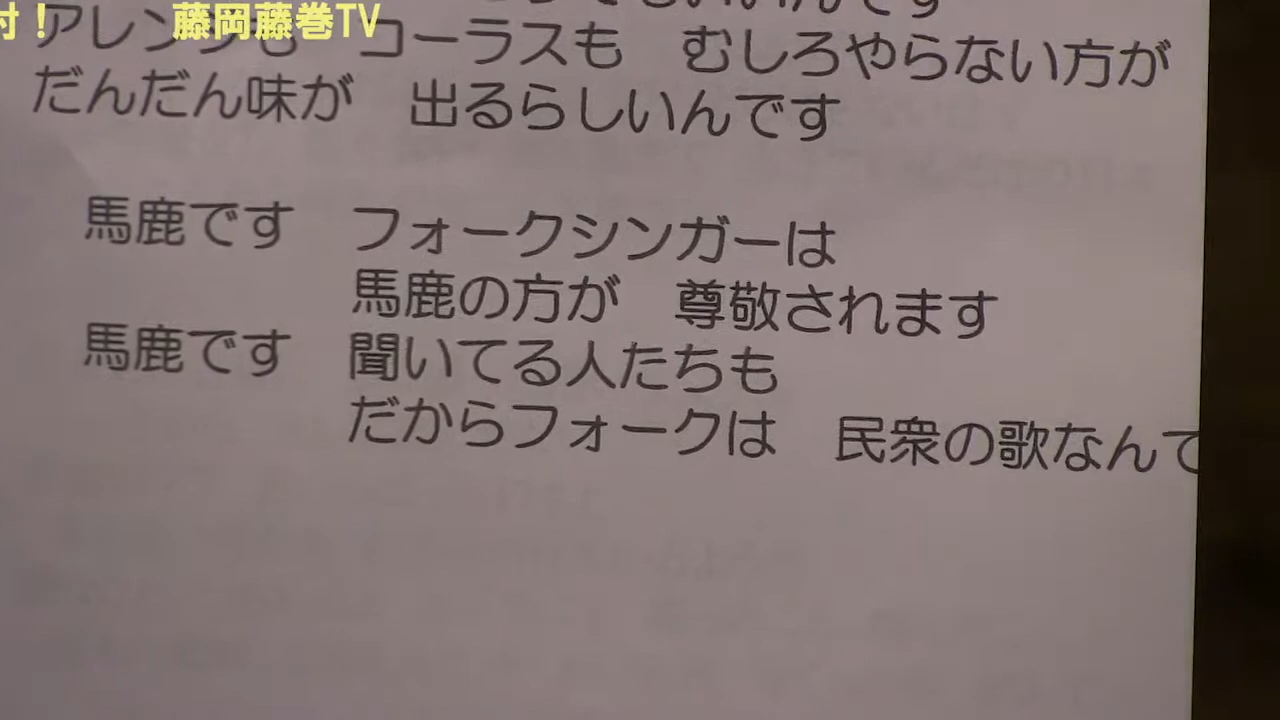 付！ 藤岡藤巻TV
アレンジも　コーラスも　むしろやらない方が
だんだん味が　出るらしいんです
馬鹿です　フォークシンガーは
馬鹿の方が　尊敬されます
馬鹿です　聞いてる人たちも
だからフォークは　民衆の歌なんで